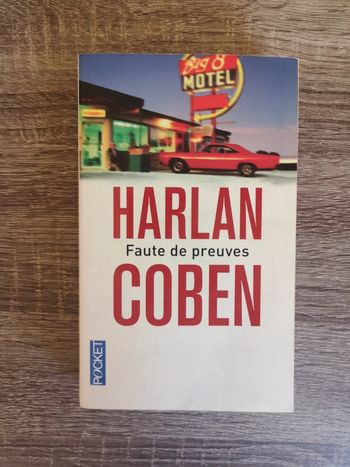 Big 8
MOTEL
HARLAN
Faute de preuves
COBEN
POCKET